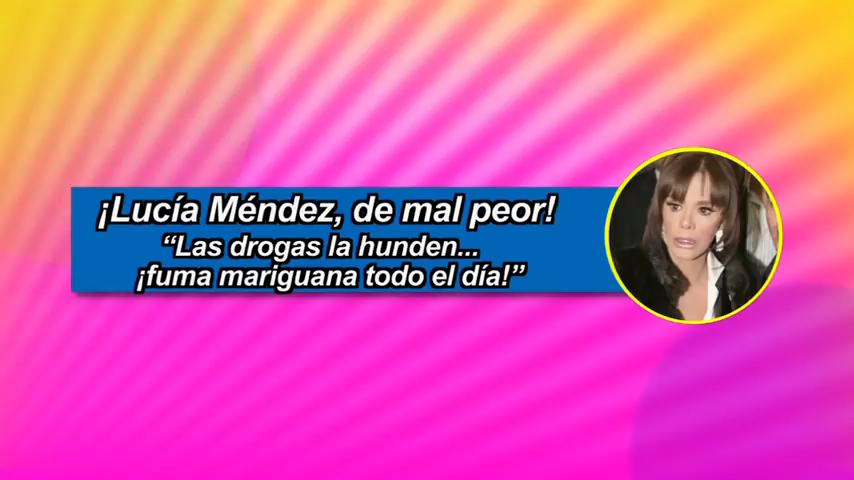 ¡Lucía Méndez, de mal peor!
“Las drogas la hunden...
¡fuma mariguana todo el día!”